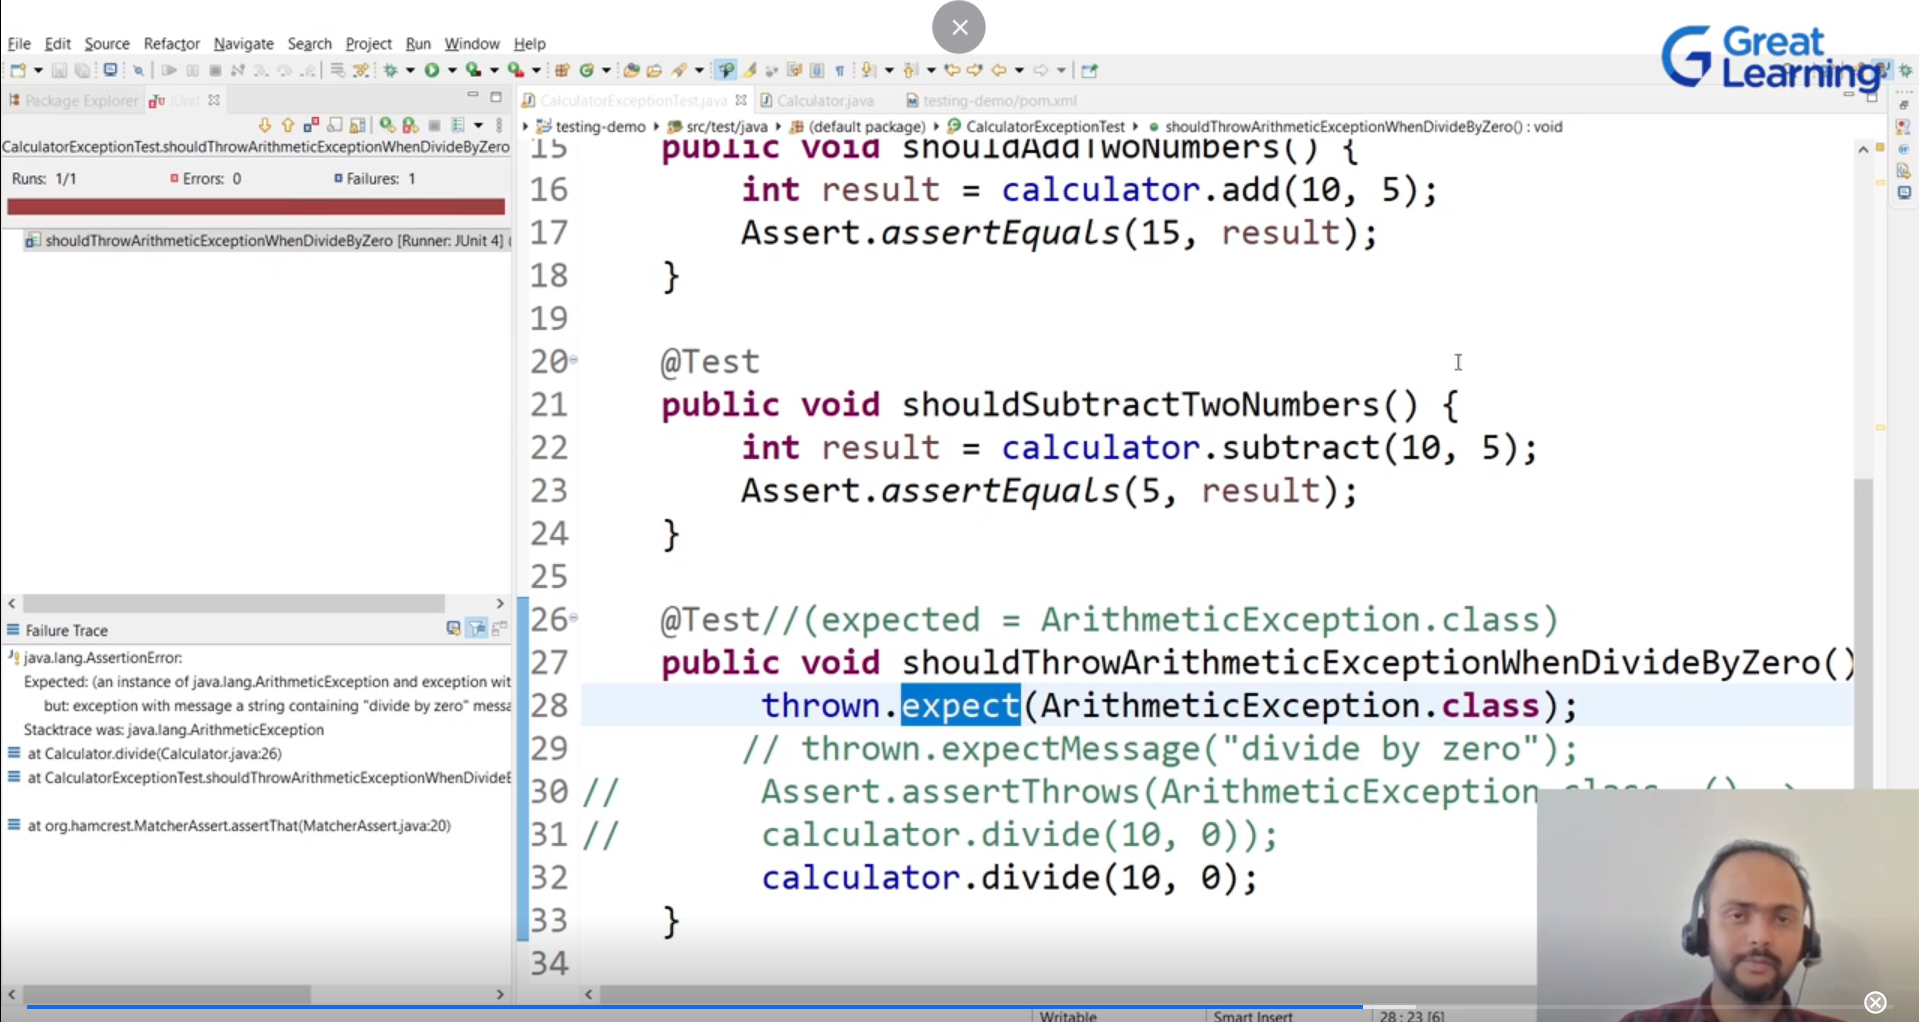 Great
Learning
File Edit Source Refactor Navigate Search Project Run Window Help
Package Explorer JUnit
CalculatorExceptionTest.java Calculator.java testing-demo/pom.xml
testing-demo src/test/java (default package) CalculatorExceptionTest shouldThrowArithmeticExceptionWhenDivideByZero() : void
CalculatorExceptionTest.shouldThrowArithmeticExceptionWhenDivideByZero
Runs: 1/1 Errors: 0 Failures: 1
shouldThrowArithmeticExceptionWhenDivideByZero [Runner: JUnit 4] (
Failure Trace
java.lang.AssertionError:
Expected: (an instance of java.lang.ArithmeticException and exception wit
but: exception with message a string containing "divide by zero" messa
Stacktrace was: java.lang.ArithmeticException
at Calculator.divide(Calculator.java:26)
at CalculatorExceptionTest.shouldThrowArithmeticExceptionWhenDivideB
at org.hamcrest.MatcherAssert.assertThat(MatcherAssert.java:20)
15 public void shouldAddTwoNumbers() {
16 int result = calculator.add(10, 5);
17 Assert.assertEquals(15, result);
18 }
19
20 @Test
21 public void shouldSubtractTwoNumbers() {
22 int result = calculator.subtract(10, 5);
23 Assert.assertEquals(5, result);
24 }
25
26 @Test//(expected = ArithmeticException.class)
27 public void shouldThrowArithmeticExceptionWhenDivideByZero()
28 thrown.expect(ArithmeticException.class);
29 // thrown.expectMessage("divide by zero");
30 // Assert.assertThrows(ArithmeticException.class, () ->
31 // calculator.divide(10, 0));
32 calculator.divide(10, 0);
33 }
34
Writable Smart Insert 28 : 23 [6]